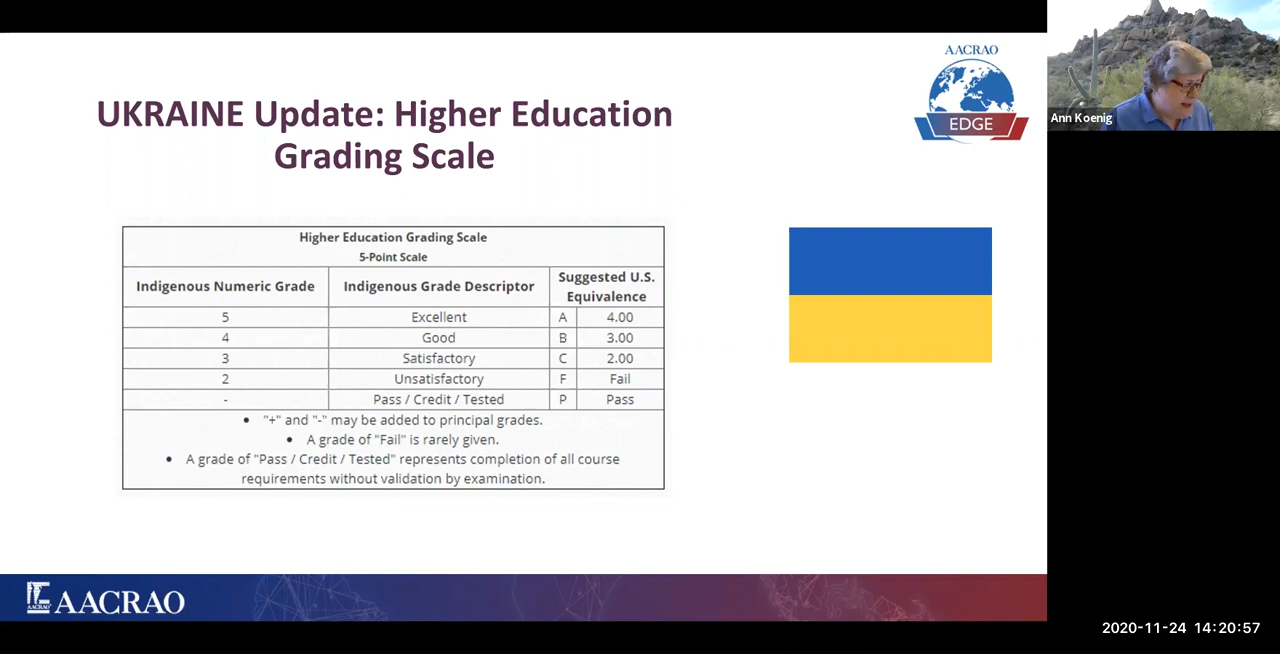 UKRAINE Update: Higher Education
Grading Scale
AACRAO
EDGE
Ann Koenig
Higher Education Grading Scale
5-Point Scale
Indigenous Numeric Grade Indigenous Grade Descriptor Suggested U.S. Equivalence
5 Excellent A 4.00
4 Good B 3.00
3 Satisfactory C 2.00
2 Unsatisfactory F Fail
- Pass / Credit / Tested P Pass
• "+" and "-" may be added to principal grades.
• A grade of "Fail" is rarely given.
• A grade of "Pass / Credit / Tested" represents completion of all course
requirements without validation by examination.
AACRAO
AACRAO
2020-11-24 14:20:57